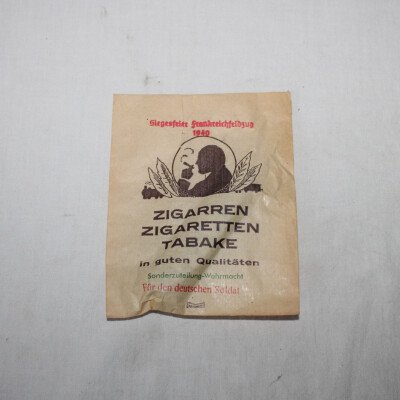 Siegesfeier Frankreichfeldzug
1940
ZIGARREN
ZIGARETTEN
TABAKE
in guten Qualitäten
Sonderzuteilung-Wehrmacht
Für den deutschen Soldat